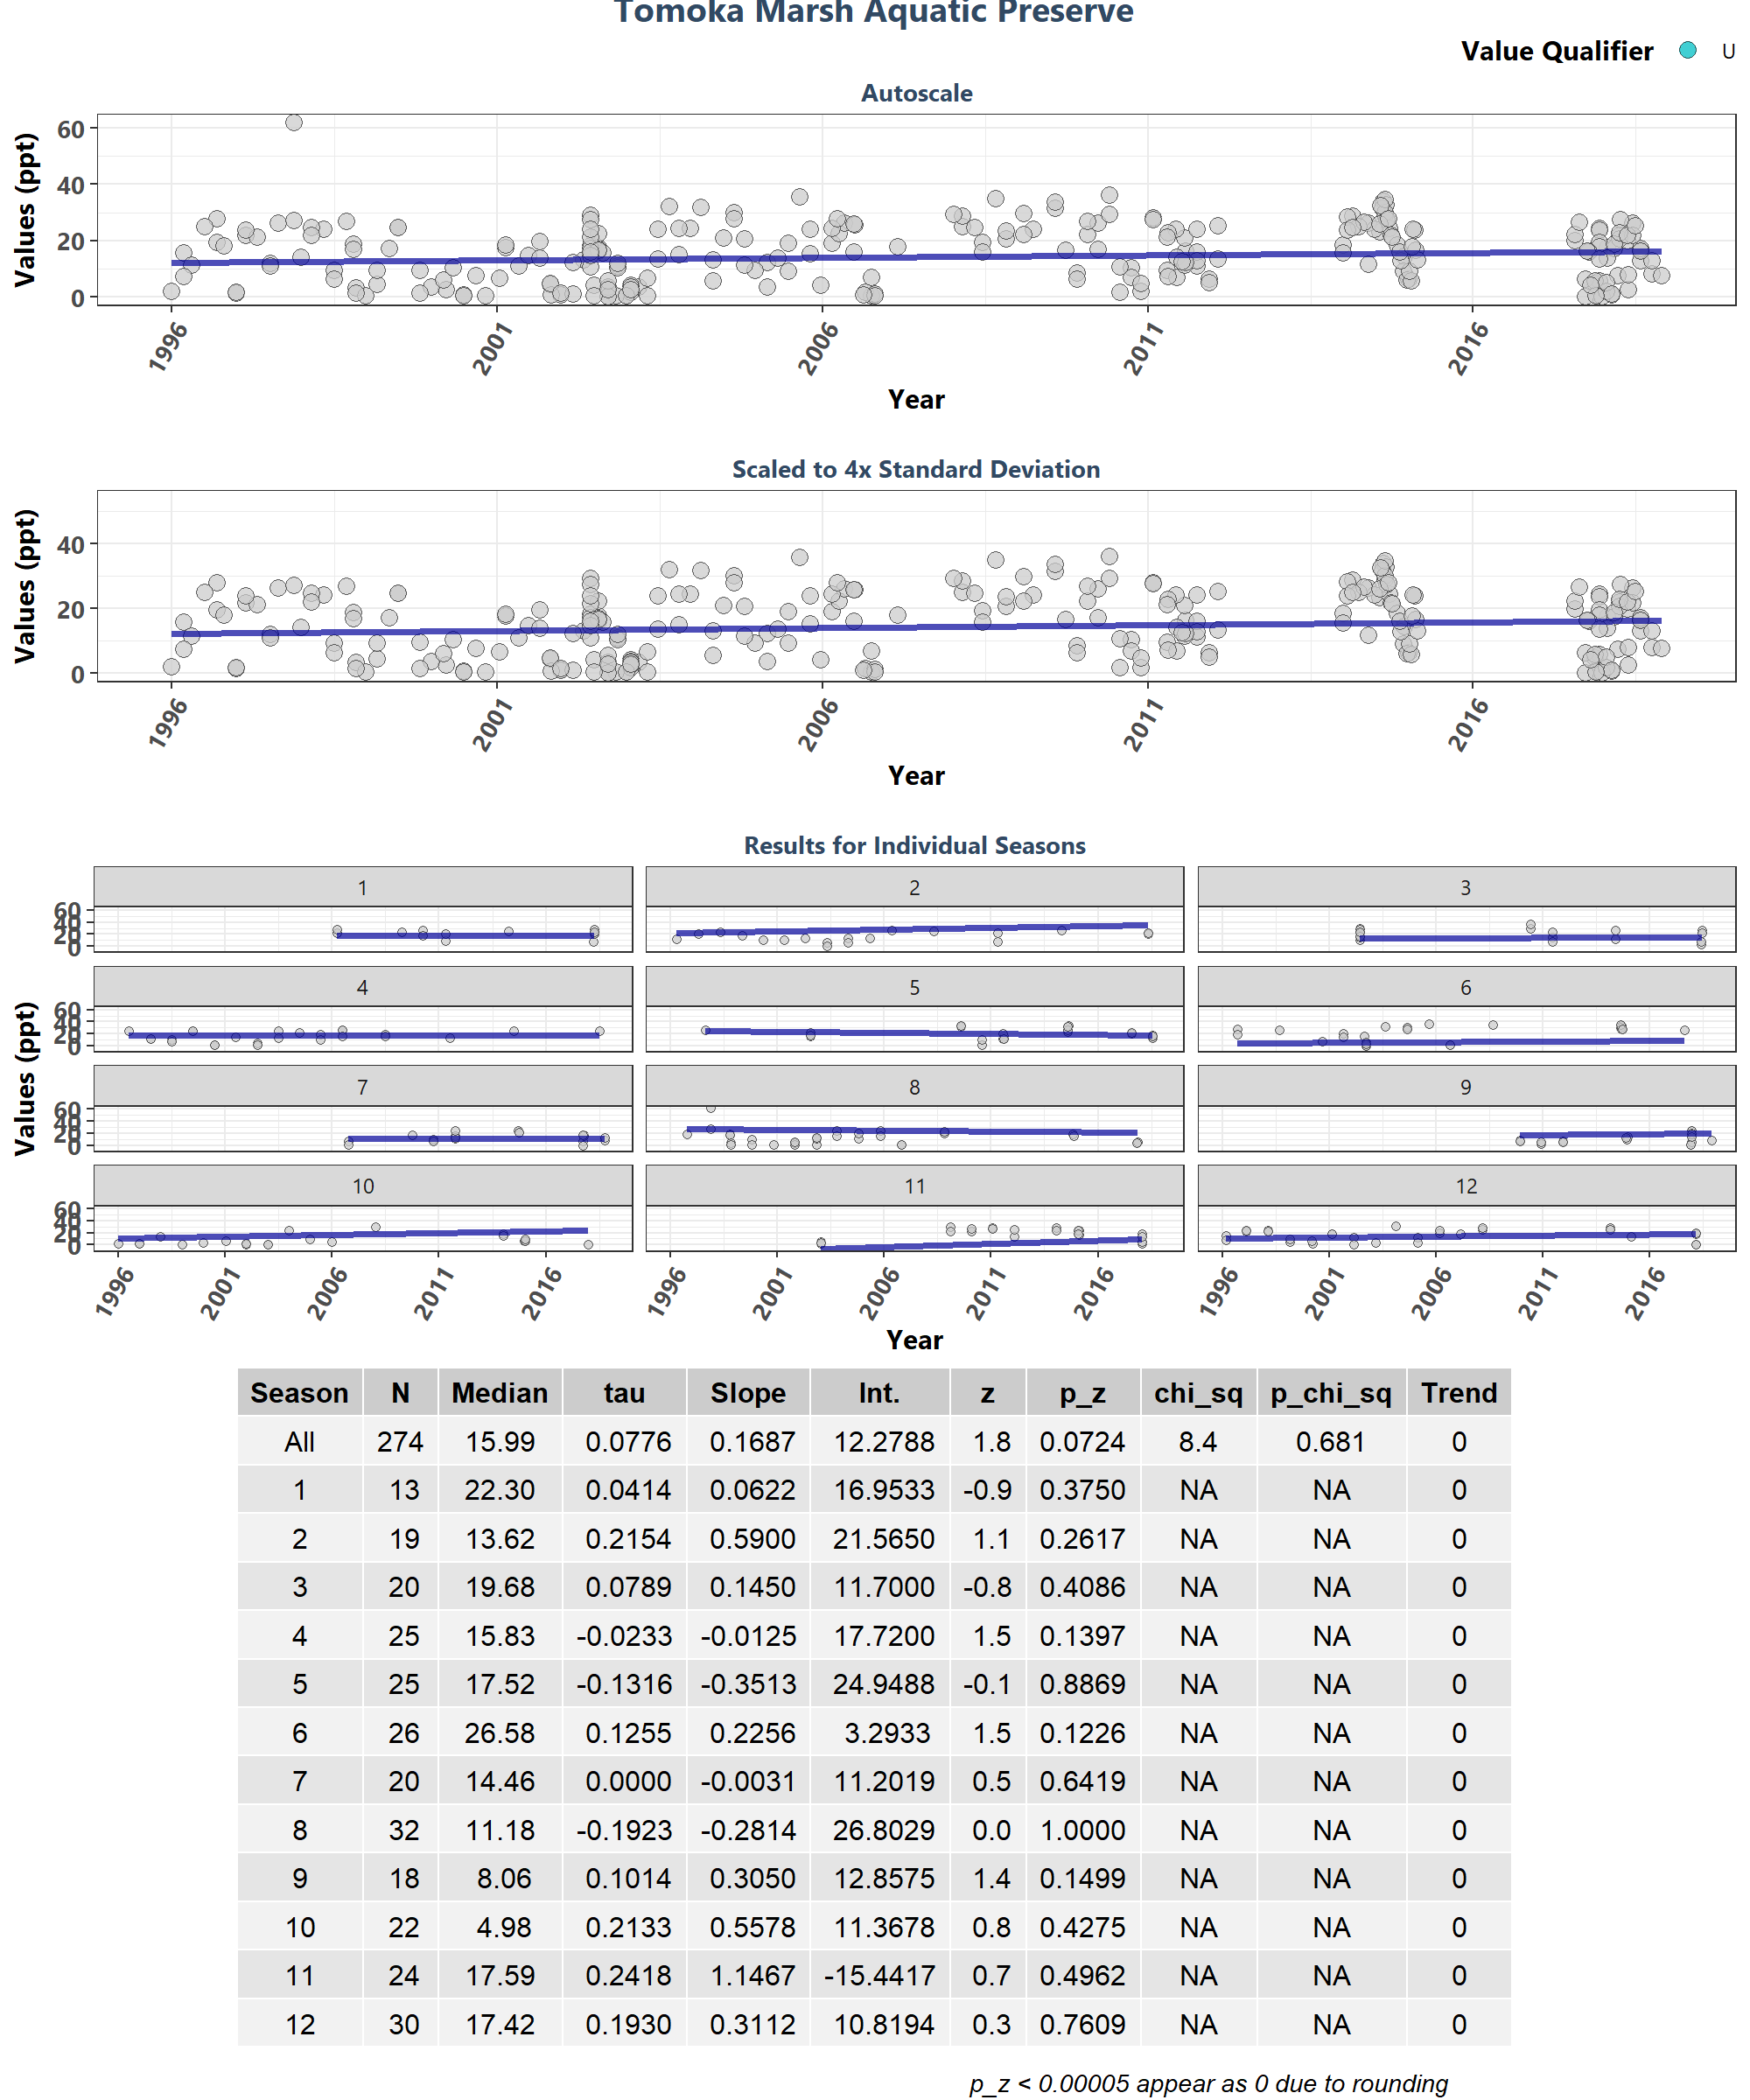 Tomoka Marsh Aquatic Preserve
Value Qualifier U
Autoscale
Values (ppt)
60
40
20
0
1996 2001 2006 2011 2016
Year
Scaled to 4x Standard Deviation
Values (ppt)
40
20
0
1996 2001 2006 2011 2016
Year
Results for Individual Seasons
Values (ppt)
1 2 3
60
40
20
0
4 5 6
60
40
20
0
7 8 9
60
40
20
0
10 11 12
60
40
20
0
1996 2001 2006 2011 2016 1996 2001 2006 2011 2016 1996 2001 2006 2011 2016
Year
Season N Median tau Slope Int. z p_z chi_sq p_chi_sq Trend
All 274 15.99 0.0776 0.1687 12.2788 1.8 0.0724 8.4 0.681 0
1 13 22.30 0.0414 0.0622 16.9533 -0.9 0.3750 NA NA 0
2 19 13.62 0.2154 0.5900 21.5650 1.1 0.2617 NA NA 0
3 20 19.68 0.0789 0.1450 11.7000 -0.8 0.4086 NA NA 0
4 25 15.83 -0.0233 -0.0125 17.7200 1.5 0.1397 NA NA 0
5 25 17.52 -0.1316 -0.3513 24.9488 -0.1 0.8869 NA NA 0
6 26 26.58 0.1255 0.2256 3.2933 1.5 0.1226 NA NA 0
7 20 14.46 0.0000 -0.0031 11.2019 0.5 0.6419 NA NA 0
8 32 11.18 -0.1923 -0.2814 26.8029 0.0 1.0000 NA NA 0
9 18 8.06 0.1014 0.3050 12.8575 1.4 0.1499 NA NA 0
10 22 4.98 0.2133 0.5578 11.3678 0.8 0.4275 NA NA 0
11 24 17.59 0.2418 1.1467 -15.4417 0.7 0.4962 NA NA 0
12 30 17.42 0.1930 0.3112 10.8194 0.3 0.7609 NA NA 0
p_z < 0.00005 appear as 0 due to rounding